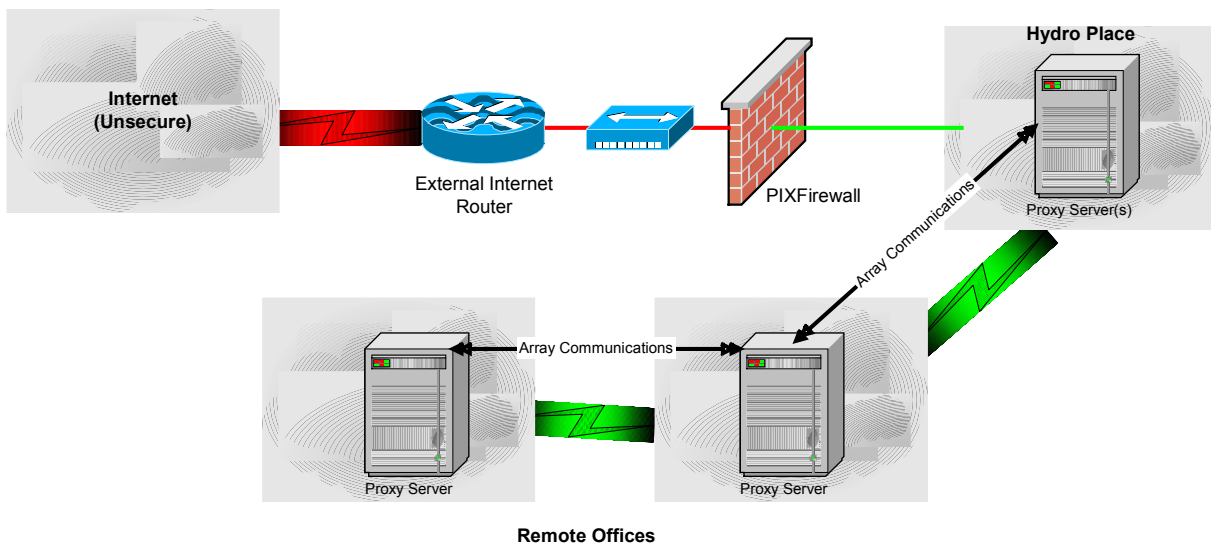 Hydro Place
Internet
(Unsecure)
External Internet
Router
PIXFirewall
Proxy Server(s)
Array Communications
Array Communications
Proxy Server
Proxy Server
Remote Offices